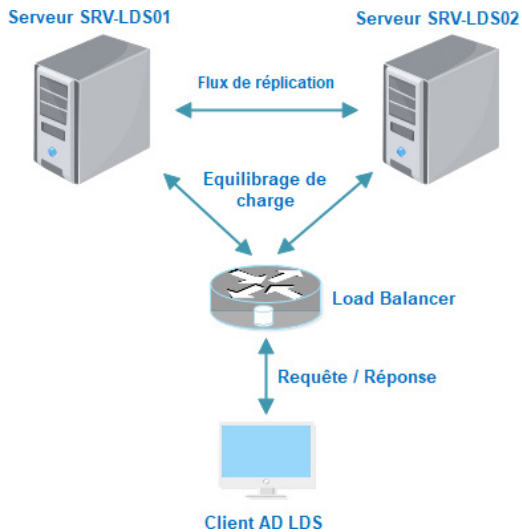 Serveur SRV-LDS01
Serveur SRV-LDS02
Flux de réplication
Equilibrage de
charge
Load Balancer
Requête / Réponse
Client AD LDS